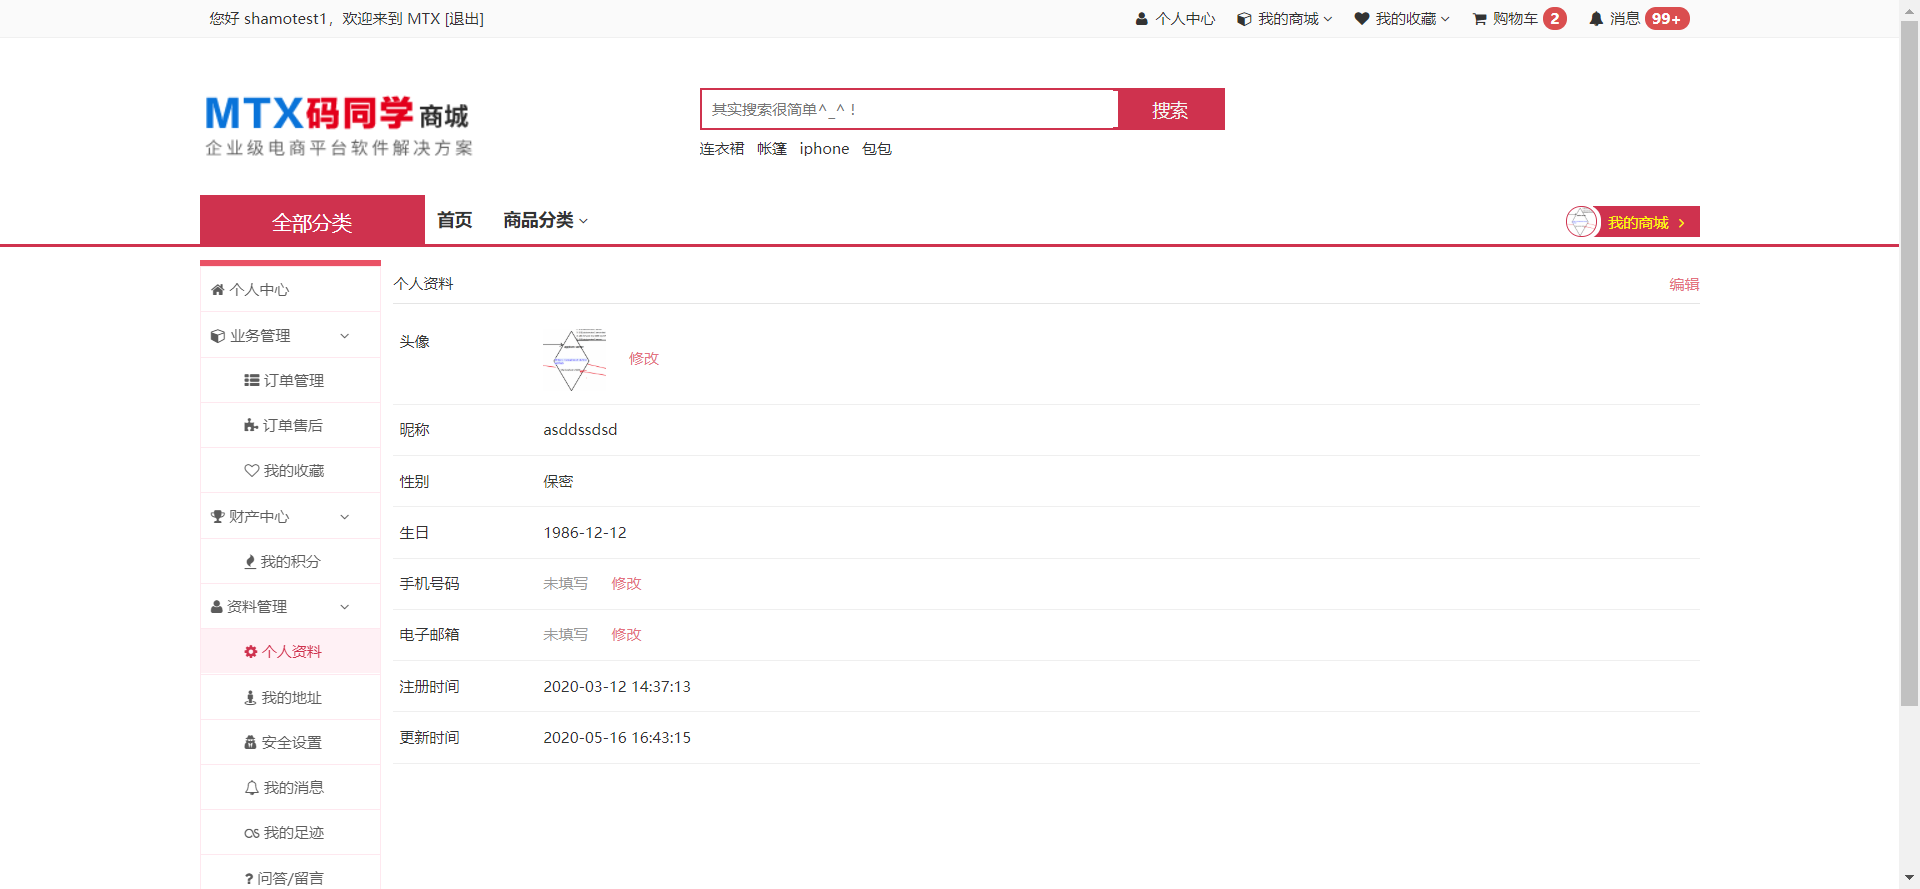 您好 shamotest1，欢迎来到 MTX [退出]
个人中心 我的商城 我的收藏 购物车 2 消息 99+
MTX码同学 商城
企业级电商平台软件解决方案
其实搜索很简单^_^！
搜索
连衣裙 帐篷 iphone 包包
全部分类 首页 商品分类 我的商城
个人中心
业务管理
订单管理
订单售后
我的收藏
财产中心
我的积分
资料管理
个人资料
我的地址
安全设置
我的消息
我的足迹
问答/留言
个人资料 编辑
头像 修改
昵称 asddssdsd
性别 保密
生日 1986-12-12
手机号码 未填写 修改
电子邮箱 未填写 修改
注册时间 2020-03-12 14:37:13
更新时间 2020-05-16 16:43:15